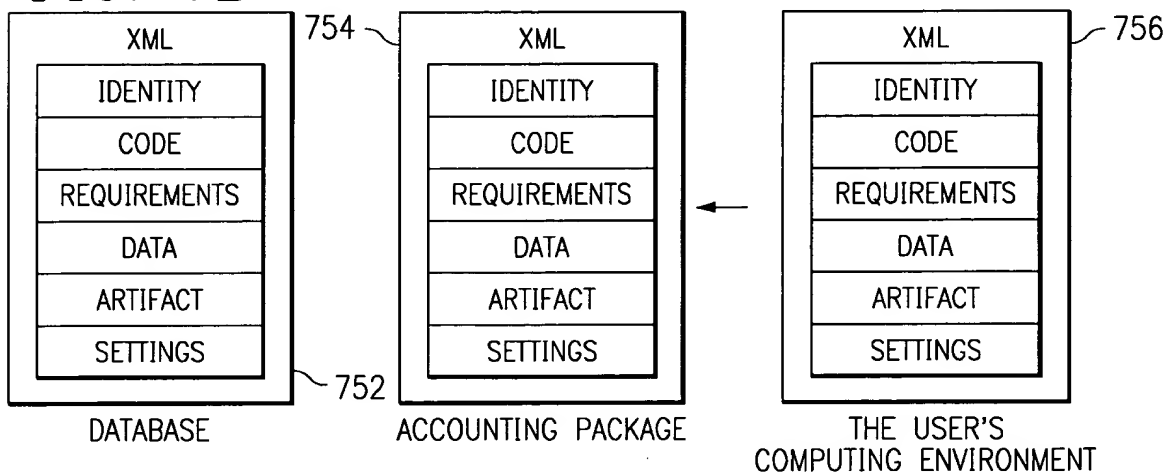 754
756
XML
IDENTITY
CODE
REQUIREMENTS
DATA
ARTIFACT
SETTINGS
752
DATABASE
XML
IDENTITY
CODE
REQUIREMENTS
DATA
ARTIFACT
SETTINGS
ACCOUNTING PACKAGE
XML
IDENTITY
CODE
REQUIREMENTS
DATA
ARTIFACT
SETTINGS
THE USER'S
COMPUTING ENVIRONMENT